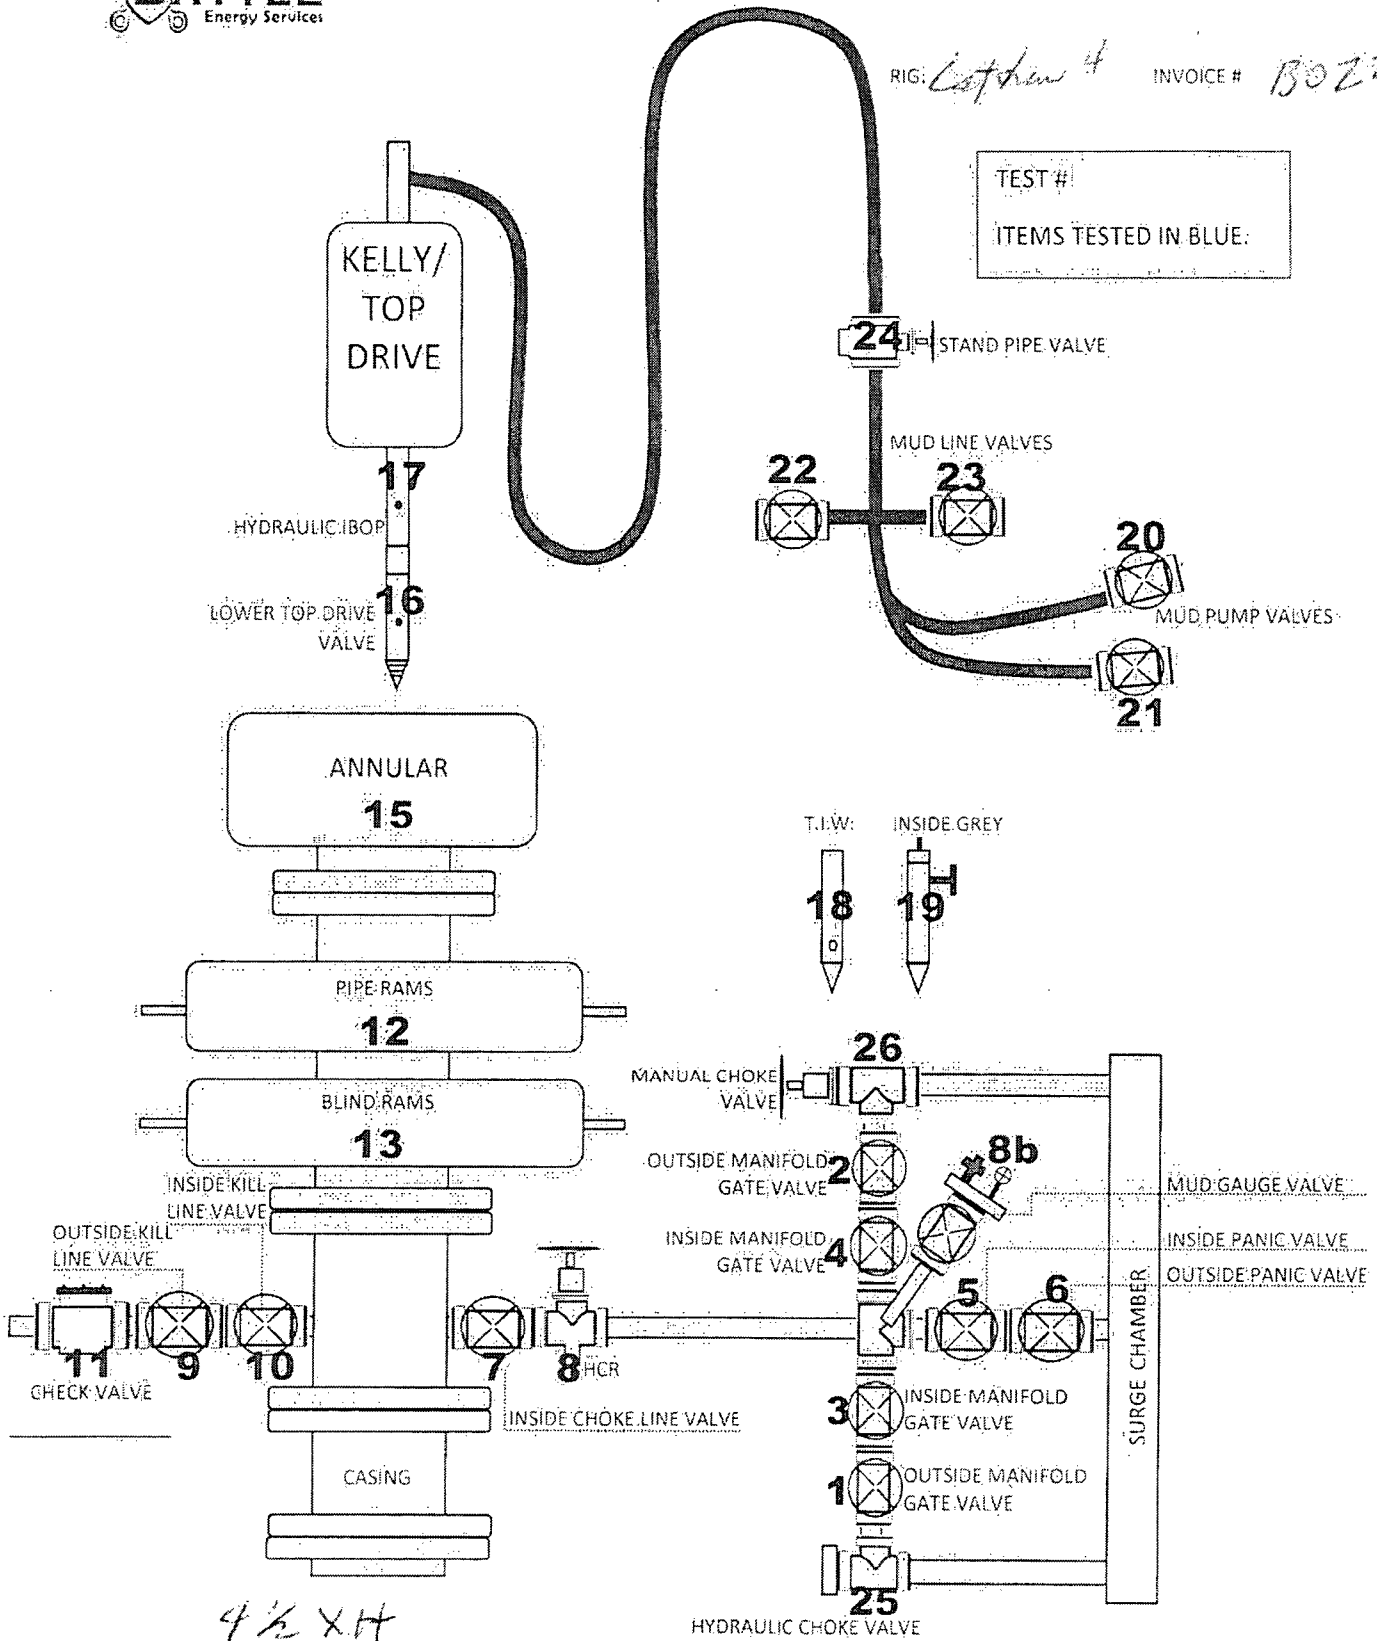 Energy Services
RIG: 4 INVOICE #
TEST #
ITEMS TESTED IN BLUE:
KELLY/
TOP
DRIVE
24
STAND PIPE VALVE
MUD LINE VALVES
17
22
23
HYDRAULIC IBOP
20
16
LOWER TOP DRIVE
VALVE
MUD PUMP VALVES
21
ANNULAR
15
T.I.W. INSIDE GREY
18 19
PIPE RAMS
12
26
MANUAL CHOKE
VALVE
BLIND RAMS
13
8b
OUTSIDE MANIFOLD
GATE VALVE
2
MUD GAUGE VALVE
INSIDE KILL
LINE VALVE
OUTSIDE KILL
LINE VALVE
INSIDE MANIFOLD
GATE VALVE
4
INSIDE PANIC VALVE
OUTSIDE PANIC VALVE
5 6
11 9 10 7 8 HCR
CHECK VALVE
INSIDE CHOKE LINE VALVE
3
INSIDE MANIFOLD
GATE VALVE
SURGE CHAMBER
CASING
1
OUTSIDE MANIFOLD
GATE VALVE
25
4 1/2 XH
HYDRAULIC CHOKE VALVE